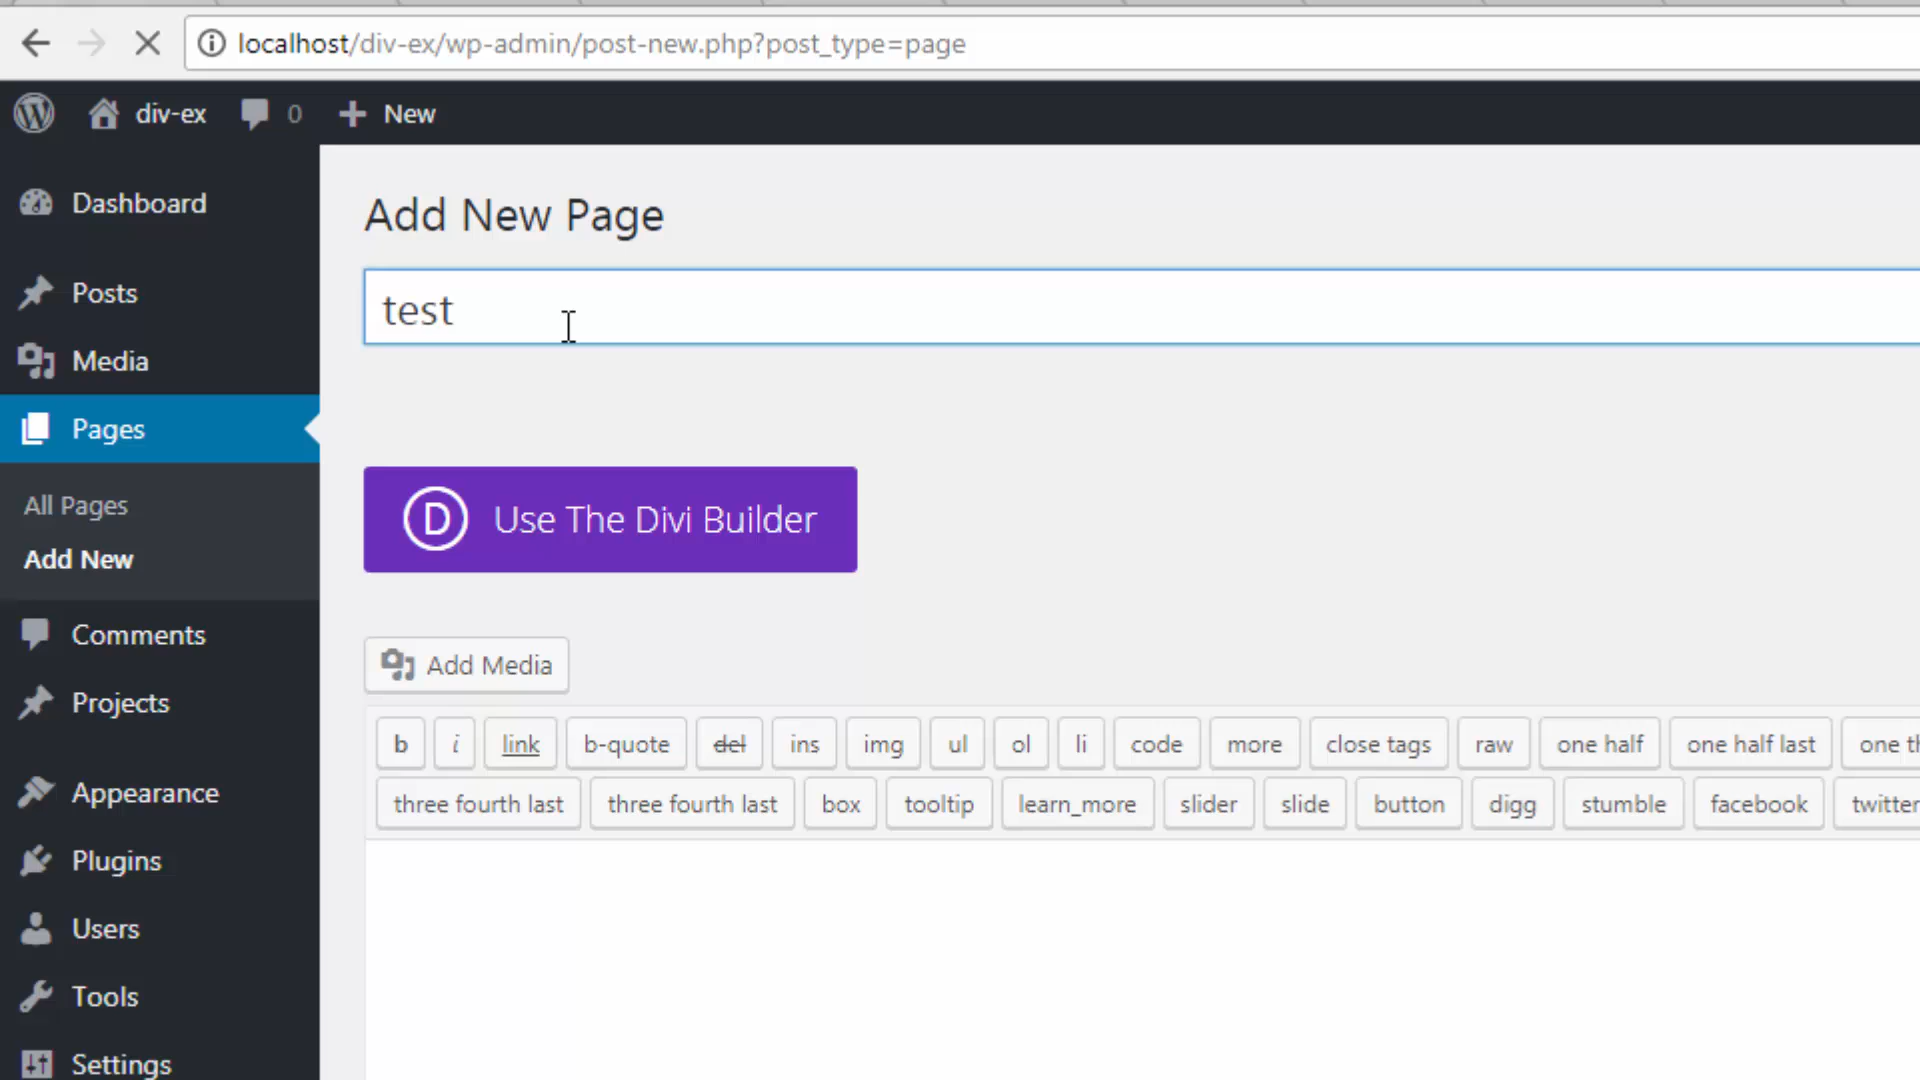 localhost/div-ex/wp-admin/post-new.php?post_type=page
div-ex 0 New
Dashboard
Posts
Media
Pages
All Pages
Add New
Comments
Projects
Appearance
Plugins
Users
Tools
Settings
Add New Page
test
D Use The Divi Builder
Add Media
b i link b-quote del ins img ul ol li code more close tags raw one half one half last one th
three fourth last three fourth last box tooltip learn_more slider slide button digg stumble facebook twitter